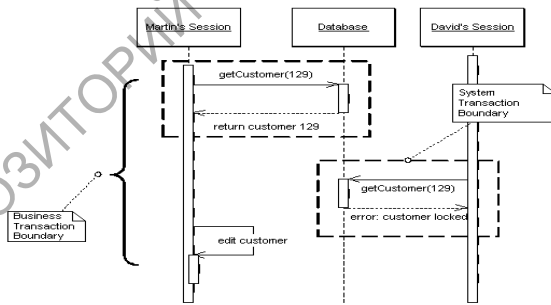 Martin's Session
Database
David's Session
getCustomer(129)
return customer 129
System
Transaction
Boundary
getCustomer(129)
error: customer locked
Business
Transaction
Boundary
edit customer
ОЗИТОРИЙ